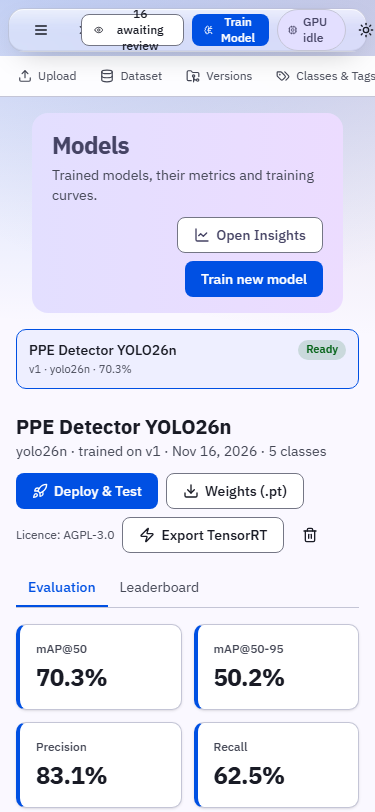 16
awaiting
review
Train
Model
GPU
idle
Upload
Dataset
Versions
Classes & Tags
Models
Trained models, their metrics and training
curves.
Open Insights
Train new model
PPE Detector YOLO26n
Ready
v1 · yolo26n · 70.3%
PPE Detector YOLO26n
yolo26n · trained on v1 · Nov 16, 2026 · 5 classes
Deploy & Test
Weights (.pt)
Licence: AGPL-3.0
Export TensorRT
Evaluation
Leaderboard
mAP@50
mAP@50-95
70.3%
50.2%
Precision
Recall
83.1%
62.5%